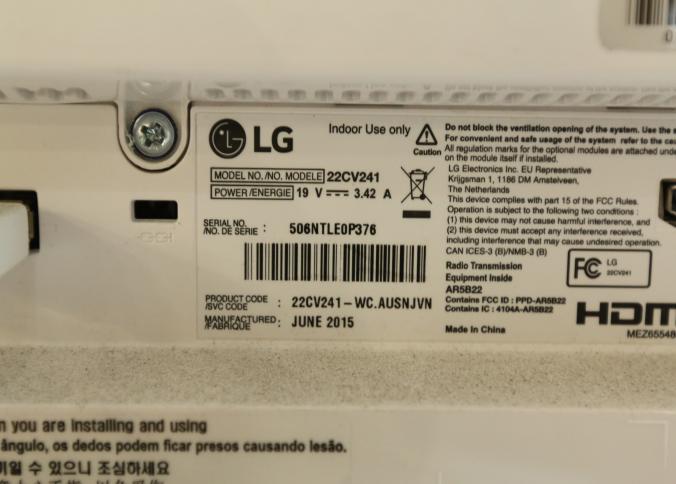 LG
Indoor Use only
Caution
MODEL NO./NO. MODELE 22CV241
POWER/ENERGIE 19 V 3.42 A
SERIAL NO. : 506NTLE0P376
/NO. DE SÉRIE
PRODUCT CODE : 22CV241-WC.AUSNJVN
/SVC CODE
MANUFACTURED : JUNE 2015
/FABRIQUE
Do not block the ventilation opening of the system. Use the
For convenient and safe usage of the system refer to the
All regulation marks for the optional modules are attached
on the module itself if installed.
LG Electronics Inc. EU Representative
Krijgsman 1, 1186 DM Amstelveen,
The Netherlands
This device complies with part 15 of the FCC Rules.
Operation is subject to the following two conditions :
(1) this device may not cause harmful interference, and
(2) this device must accept any interference received,
including interference that may cause undesired operation.
CAN ICES-3 (B)/NMB-3 (B)
Radio Transmission
Equipment Inside
AR5B22
Contains FCC ID : PPD-AR5B22
Contains IC : 4104A-AR5B22
Made in China
FC LG
22CV241
HDM
MEZ65548
n you are installing and using
ângulo, os dedos podem ficar presos causando lesão.
일 수 있으니 조심하세요